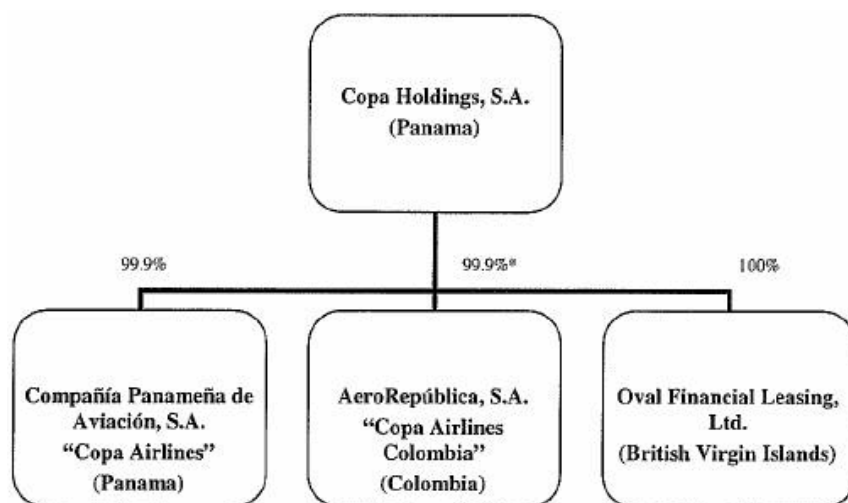 Copa Holdings, S.A.
(Panama)
99.9%
99.9%*
100%
Compañía Panameña de
Aviación, S.A.
“Copa Airlines”
(Panama)
AeroRepública, S.A.
“Copa Airlines
Colombia”
(Colombia)
Oval Financial Leasing,
Ltd.
(British Virgin Islands)